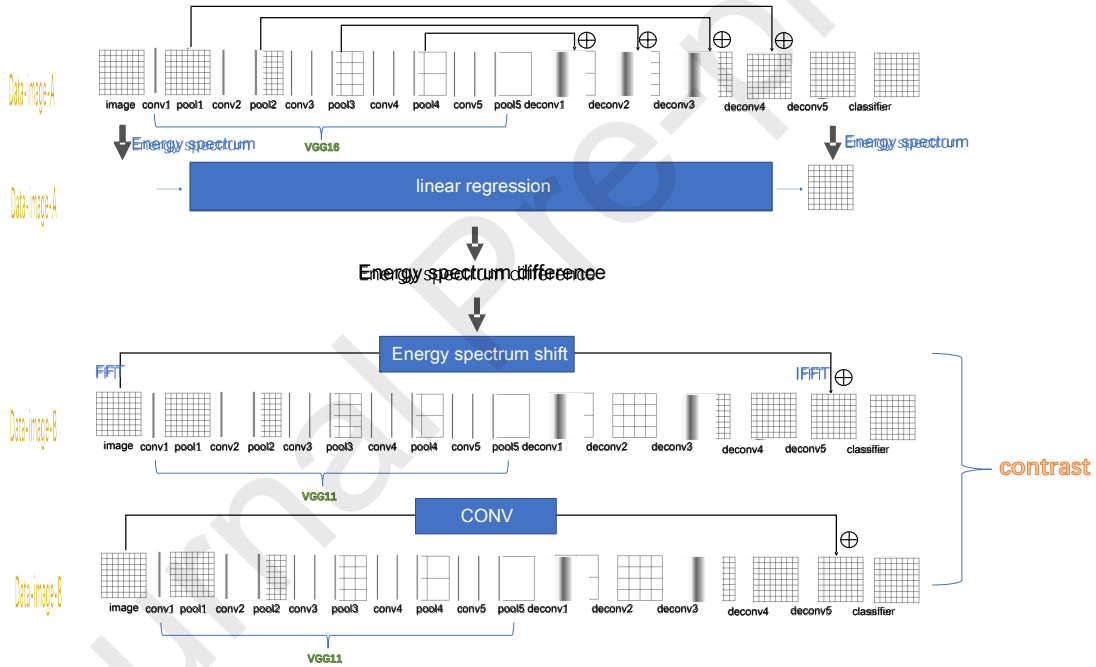 Data-image-A
image conv1 pool1 conv2 pool2 conv3 pool3 conv4 pool4 conv5 pool5 deconv1 deconv2 deconv3 deconv4 deconv5 classifier
Energy spectrum
VGG16
Energy spectrum
Data-image-A
linear regression
Energy spectrum difference
Energy spectrum shift
FFT
IFFT
Data-image-B
image conv1 pool1 conv2 pool2 conv3 pool3 conv4 pool4 conv5 pool5 deconv1 deconv2 deconv3 deconv4 deconv5 classifier
VGG11
contrast
CONV
Data-image-B
image conv1 pool1 conv2 pool2 conv3 pool3 conv4 pool4 conv5 pool5 deconv1 deconv2 deconv3 deconv4 deconv5 classifier
VGG11